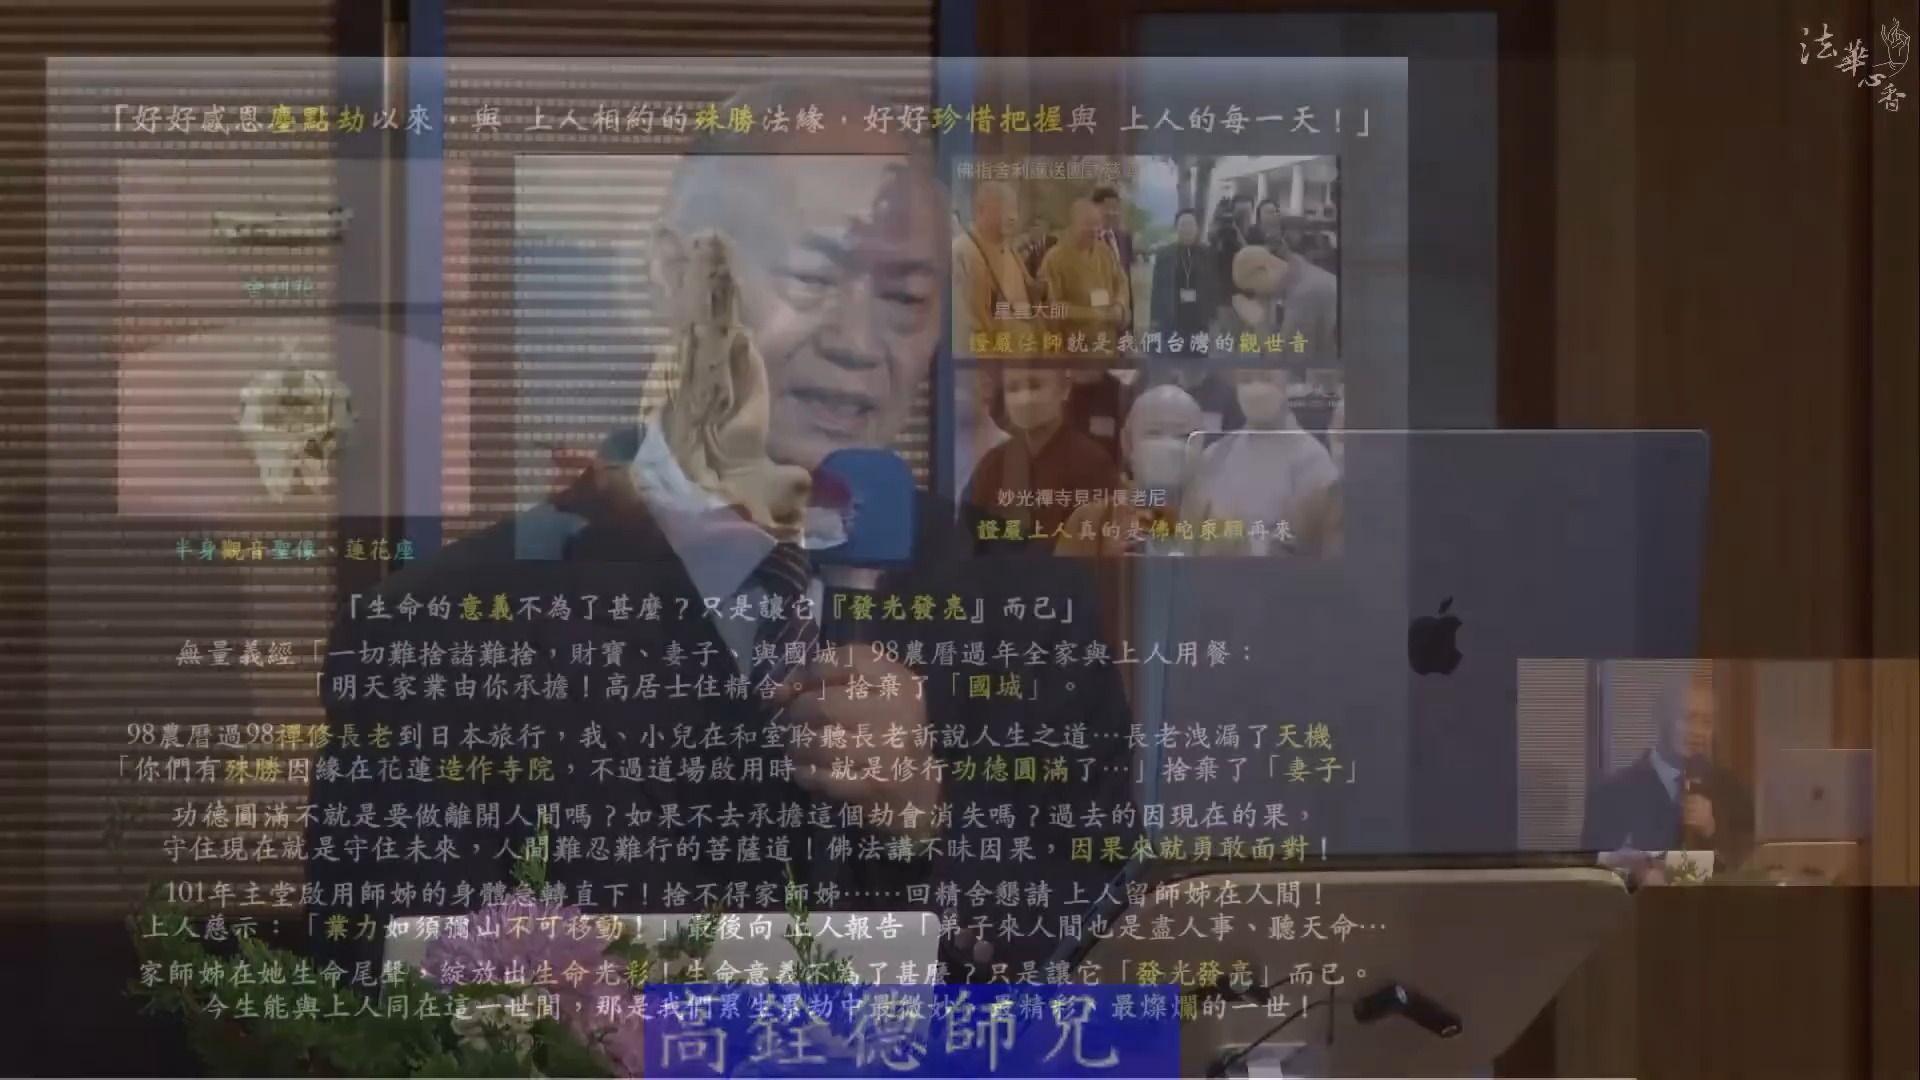 法華心香
「好好感恩塵點劫以來，與 上人相約的殊勝法緣，好好珍惜把握與 上人的每一天！」
舍利花
半身觀音聖像、蓮花座
星雲大師
證嚴法師就是我們台灣的觀世音
妙光禪寺見引長老尼
證嚴上人真的是佛陀乘願再來
「生命的意義不為了甚麼？只是讓它『發光發亮』而已」
無量義經「一切難捨諸難捨，財寶、妻子、與國城」98農曆過年全家與上人用餐：
「明天家業由你承擔！高居士住精舍。」捨棄了「國城」。
98農曆過98禪修長老到日本旅行，我、小兒在和室聆聽長老訴說人生之道…長老洩漏了天機
「你們有殊勝因緣在花蓮造作寺院，不過道場啟用時，就是修行功德圓滿了…」捨棄了「妻子」
功德圓滿不就是要做離開人間嗎？如果不去承擔這個劫會消失嗎？過去的因現在的果，
守住現在就是守住未來，人間難忍難行的菩薩道！佛法講不昧因果，因果來就勇敢面對！
101年主堂啟用師姊的身體急轉直下！捨不得家師姊……回精舍懇請 上人留師姊在人間！
上人慈示：「業力如須彌山不可移動！」最後向 上人報告「弟子來人間也是盡人事、聽天命…
家師姊在她生命尾聲，綻放出生命光彩！生命意義不為了甚麼？只是讓它「發光發亮」而已。
今生能與上人同在這一世間，那是我們累生累劫中最微妙、最精彩、最燦爛的一世！
高銓德師兄